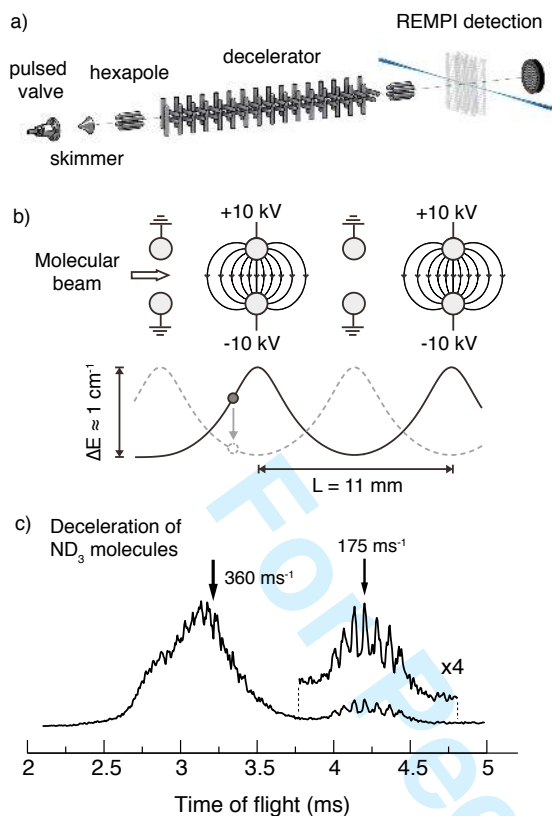 a)
REMPI detection
decelerator
hexapole
pulsed
valve
skimmer
b)
+10 kV
+10 kV
Molecular
beam
-10 kV
-10 kV
ΔE ≈ 1 cm⁻¹
L = 11 mm
c)
Deceleration of
ND₃ molecules
175 ms⁻¹
360 ms⁻¹
x4
2
2.5
3
3.5
4
4.5
5
Time of flight (ms)
For Pee